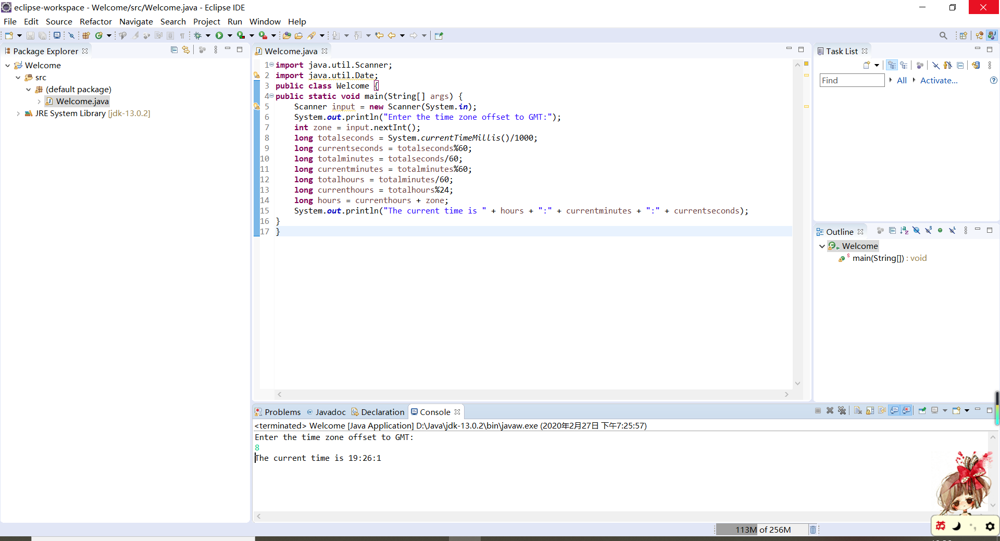 eclipse-workspace - Welcome/src/Welcome.java - Eclipse IDE
File Edit Source Refactor Navigate Search Project Run Window Help
Package Explorer
Welcome
src
(default package)
Welcome.java
JRE System Library [jdk-13.0.2]
Welcome.java
1 import java.util.Scanner;
2 import java.util.Date;
3 public class Welcome {
4 public static void main(String[] args) {
5     Scanner input = new Scanner(System.in);
6     System.out.println("Enter the time zone offset to GMT:");
7     int zone = input.nextInt();
8     long totalseconds = System.currentTimeMillis()/1000;
9     long currentseconds = totalseconds%60;
10     long totalminutes = totalseconds/60;
11     long currentminutes = totalminutes%60;
12     long totalhours = totalminutes/60;
13     long currenthours = totalhours%24;
14     long hours = currenthours + zone;
15     System.out.println("The current time is " + hours + ":" + currentminutes + ":" + currentseconds);
16 }
17 }
Task List
Find All Activate...
Outline
Welcome
main(String[]) : void
Problems Javadoc Declaration Console
<terminated> Welcome [Java Application] D:\Java\jdk-13.0.2\bin\javaw.exe (2020年2月27日 下午7:25:57)
Enter the time zone offset to GMT:
8
The current time is 19:26:1
113M of 256M
英